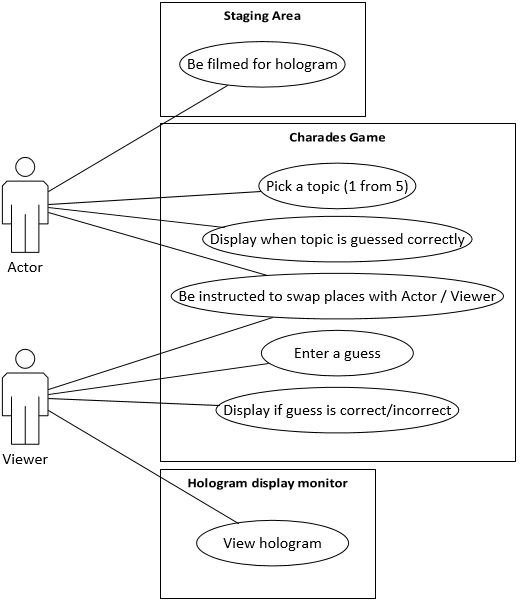 Staging Area
Be filmed for hologram
Charades Game
Pick a topic (1 from 5)
Display when topic is guessed correctly
Actor
Be instructed to swap places with Actor / Viewer
Enter a guess
Display if guess is correct/incorrect
Viewer
Hologram display monitor
View hologram